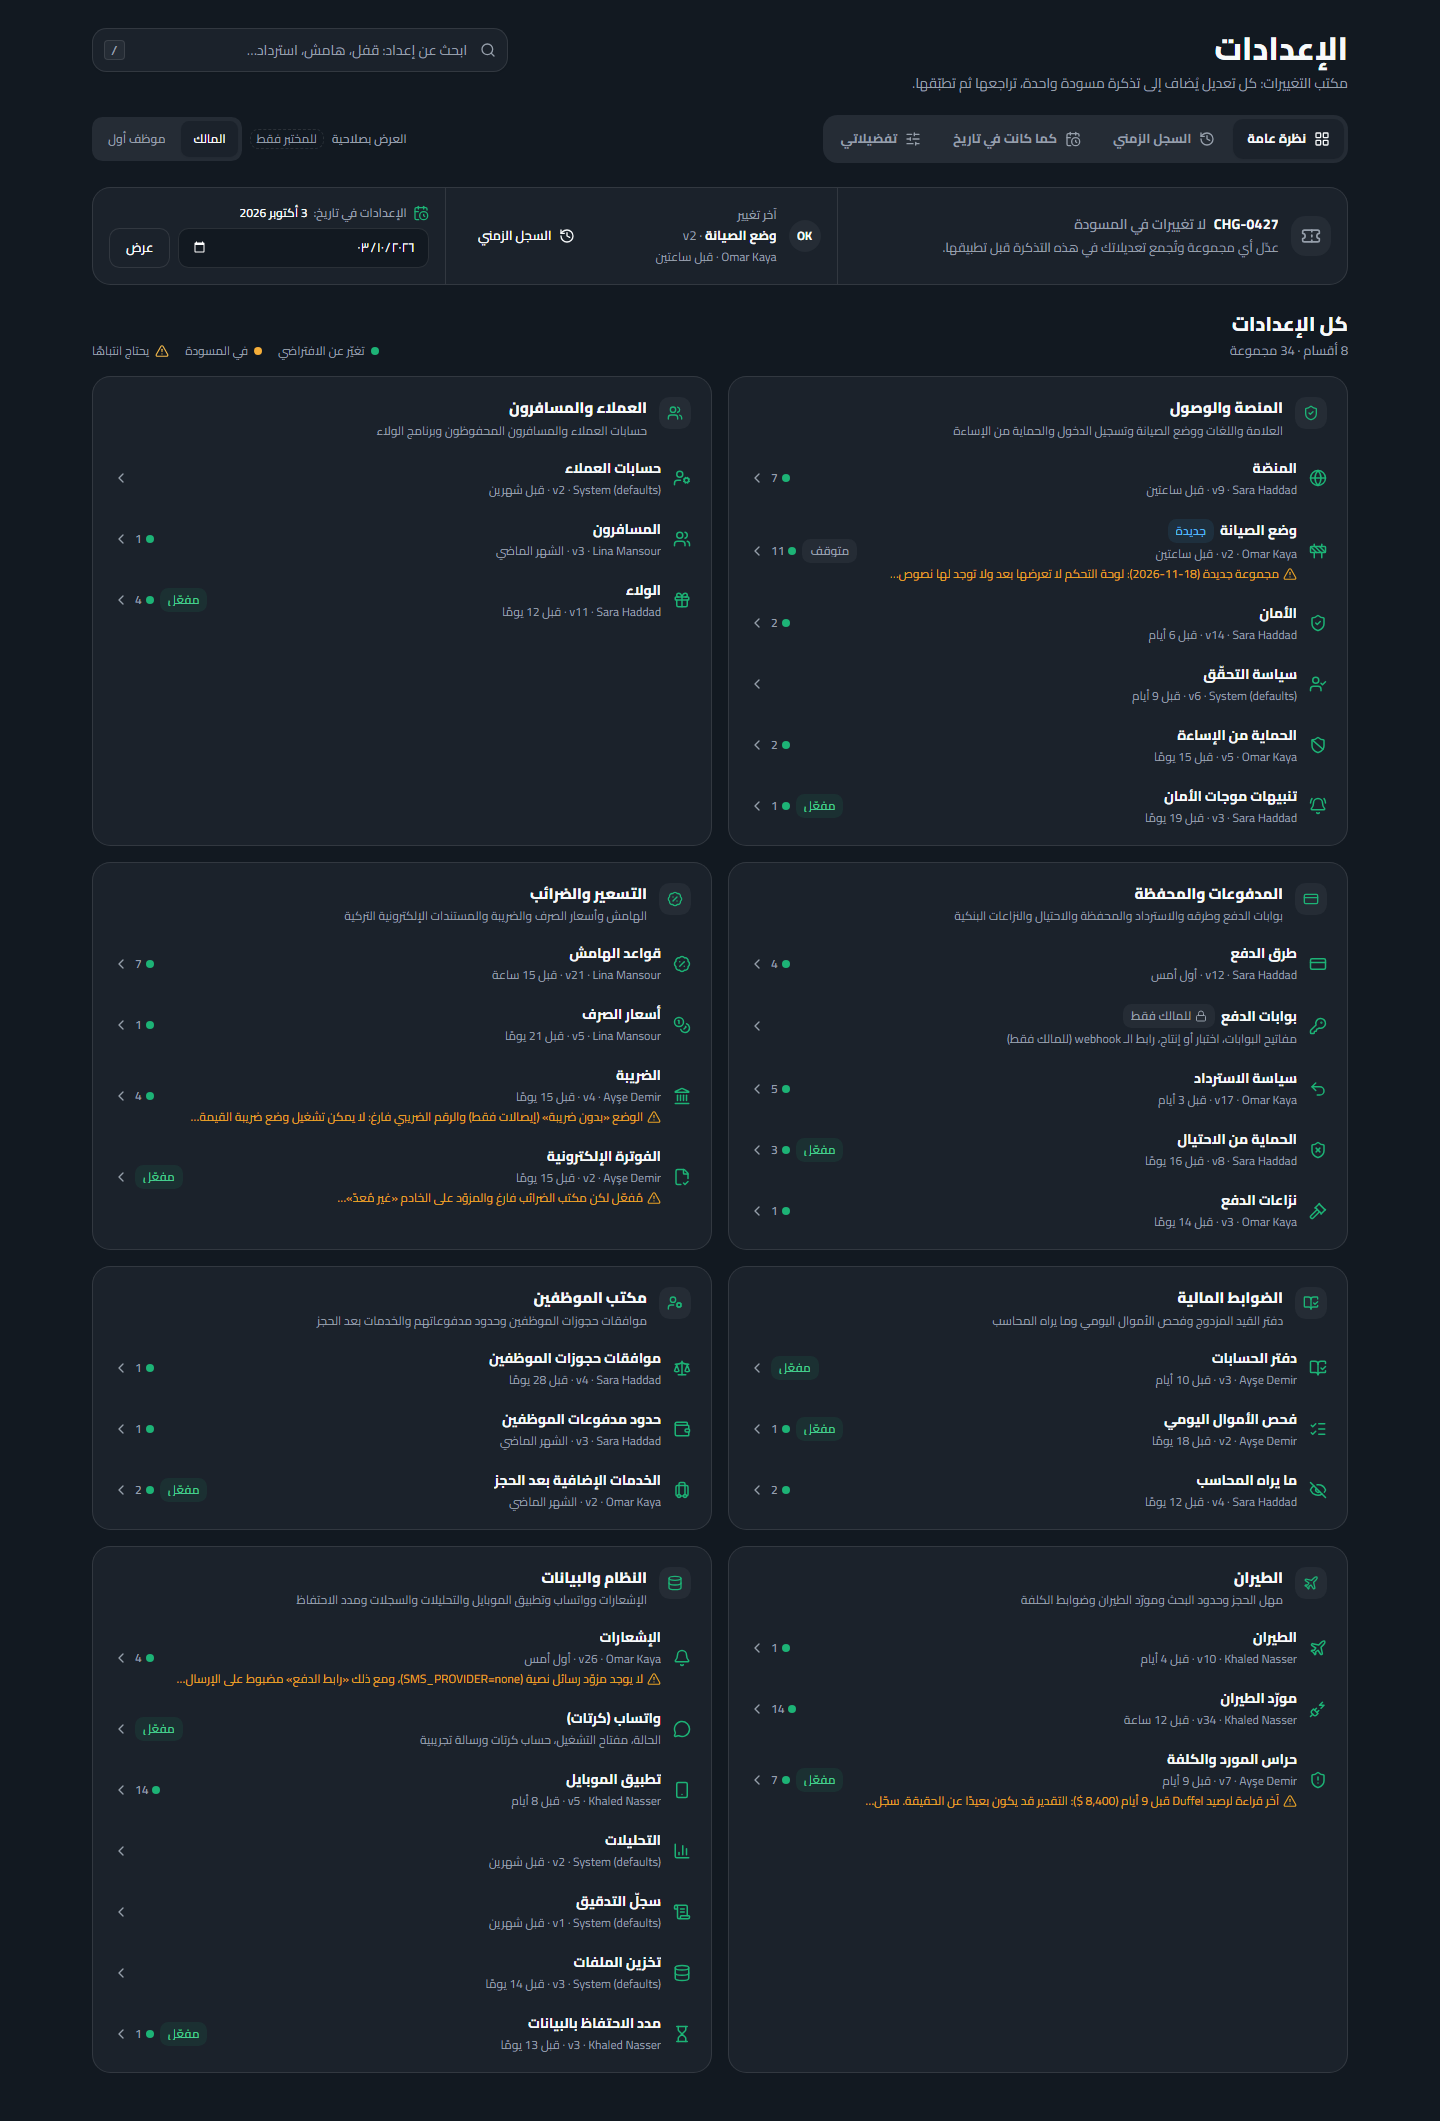 الإعدادات
مكتب التغييرات: كل تعديل يُضاف إلى تذكرة مسودة واحدة، تراجعها ثم تطبّقها.
ابحث عن إعداد: قفل، هامش، استرداد...
/
نظرة عامة
السجل الزمني
كما كانت في تاريخ
تفضيلاتي
العرض بصلاحية
للمختبر فقط
المالك
موظف أول
CHG-0427 لا تغييرات في المسودة
عدّل أي مجموعة وتُجمع تعديلاتك في هذه التذكرة قبل تطبيقها.
OK
آخر تغيير
وضع الصيانة · v2
Omar Kaya · قبل ساعتين
السجل الزمني
الإعدادات في تاريخ: 3 أكتوبر 2026
٠٣/١٠/٢٠٢٦
عرض
كل الإعدادات
8 أقسام · 34 مجموعة
تغيّر عن الافتراضي
في المسودة
يحتاج انتباهًا
المنصة والوصول
العلامة واللغات ووضع الصيانة وتسجيل الدخول والحماية من الإساءة
المنصّة
v9 · Sara Haddad · قبل ساعتين
7
وضع الصيانة جديدة
v2 · Omar Kaya · قبل ساعتين
مجموعة جديدة (2026-11-18): لوحة التحكم لا تعرضها بعد ولا توجد لها نصوص...
متوقف 11
الأمان
v14 · Sara Haddad · قبل 6 أيام
2
سياسة التحقّق
v6 · System (defaults) · قبل 9 أيام
الحماية من الإساءة
v5 · Omar Kaya · قبل 15 يومًا
2
تنبيهات موجات الأمان
v3 · Sara Haddad · قبل 19 يومًا
مفعّل 1
العملاء والمسافرون
حسابات العملاء والمسافرون المحفوظون وبرنامج الولاء
حسابات العملاء
v2 · System (defaults) · قبل شهرين
المسافرون
v3 · Lina Mansour · الشهر الماضي
1
الولاء
v11 · Sara Haddad · قبل 12 يومًا
مفعّل 4
المدفوعات والمحفظة
بوابات الدفع وطرقه والاسترداد والمحفظة والاحتيال والنزاعات البنكية
طرق الدفع
v12 · Sara Haddad · أول أمس
4
بوابات الدفع للمالك فقط
مفاتيح البوابات، اختبار أو إنتاج، رابط الـ webhook (للمالك فقط)
سياسة الاسترداد
v17 · Omar Kaya · قبل 3 أيام
5
الحماية من الاحتيال
v8 · Sara Haddad · قبل 16 يومًا
مفعّل 3
نزاعات الدفع
v3 · Omar Kaya · قبل 14 يومًا
1
التسعير والضرائب
الهامش وأسعار الصرف والضريبة والمستندات الإلكترونية التركية
قواعد الهامش
v21 · Lina Mansour · قبل 15 ساعة
7
أسعار الصرف
v5 · Lina Mansour · قبل 21 يومًا
1
الضريبة
v4 · Ayşe Demir · قبل 15 يومًا
الوضع «بدون ضريبة» (إيصالات فقط) والرقم الضريبي فارغ: لا يمكن تشغيل وضع ضريبة القيمة...
4
الفوترة الإلكترونية
v2 · Ayşe Demir · قبل 15 يومًا
مُفعّل لكن مكتب الضرائب فارغ والمزوّد على الخادم «غير مُعدّ»...
مفعّل
الضوابط المالية
دفتر القيد المزدوج وفحص الأموال اليومي وما يراه المحاسب
دفتر الحسابات
v3 · Ayşe Demir · قبل 10 أيام
مفعّل
فحص الأموال اليومي
v2 · Ayşe Demir · قبل 18 يومًا
مفعّل 1
ما يراه المحاسب
v4 · Sara Haddad · قبل 12 يومًا
2
مكتب الموظفين
موافقات حجوزات الموظفين وحدود مدفوعاتهم والخدمات بعد الحجز
موافقات حجوزات الموظفين
v4 · Sara Haddad · قبل 28 يومًا
1
حدود مدفوعات الموظفين
v3 · Sara Haddad · الشهر الماضي
1
الخدمات الإضافية بعد الحجز
v2 · Omar Kaya · الشهر الماضي
مفعّل 2
الطيران
مهل الحجز وحدود البحث ومورّد الطيران وضوابط الكلفة
الطيران
v10 · Khaled Nasser · قبل 4 أيام
1
مورّد الطيران
v34 · Khaled Nasser · قبل 12 ساعة
14
حراس المورد والكلفة
v7 · Ayşe Demir · قبل 9 أيام
آخر قراءة لرصيد Duffel قبل 9 أيام (8,400 $): التقدير قد يكون بعيدًا عن الحقيقة. سجّل...
مفعّل 7
النظام والبيانات
الإشعارات وواتساب وتطبيق الموبايل والتحليلات والسجلات ومدد الاحتفاظ
الإشعارات
v26 · Omar Kaya · أول أمس
لا يوجد مزوّد رسائل نصية (SMS_PROVIDER=none)، ومع ذلك «رابط الدفع» مضبوط على الإرسال...
4
واتساب (كرتات)
الحالة، مفتاح التشغيل، حساب كرتات ورسالة تجريبية
مفعّل
تطبيق الموبايل
v5 · Khaled Nasser · قبل 8 أيام
14
التحليلات
v2 · System (defaults) · قبل شهرين
سجلّ التدقيق
v1 · System (defaults) · قبل شهرين
تخزين الملفات
v3 · System (defaults) · قبل 14 يومًا
مدد الاحتفاظ بالبيانات
v3 · Khaled Nasser · قبل 13 يومًا
مفعّل 1